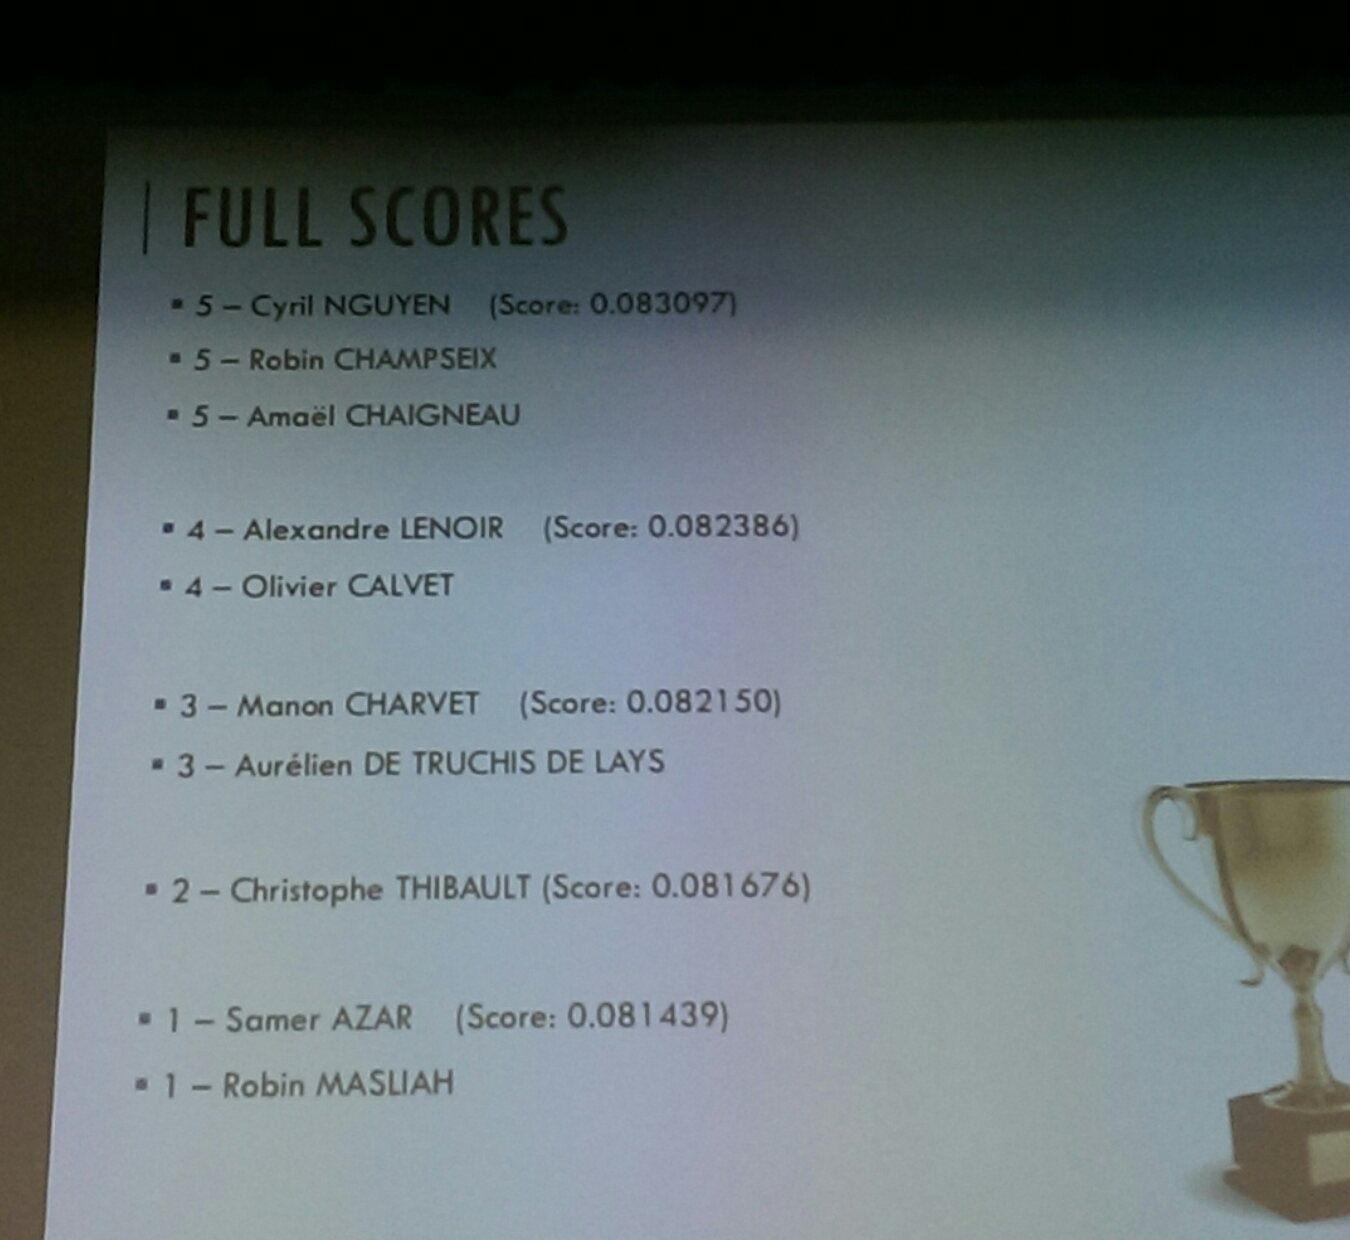 FULL SCORES
▪ 5 – Cyril NGUYEN (Score: 0.083097)
▪ 5 – Robin CHAMPSEIX
▪ 5 – Amaël CHAIGNEAU
▪ 4 – Alexandre LENOIR (Score: 0.082386)
▪ 4 – Olivier CALVET
▪ 3 – Manon CHARVET (Score: 0.082150)
▪ 3 – Aurélien DE TRUCHIS DE LAYS
▪ 2 – Christophe THIBAULT (Score: 0.081676)
▪ 1 – Samer AZAR (Score: 0.081439)
▪ 1 – Robin MASLIAH